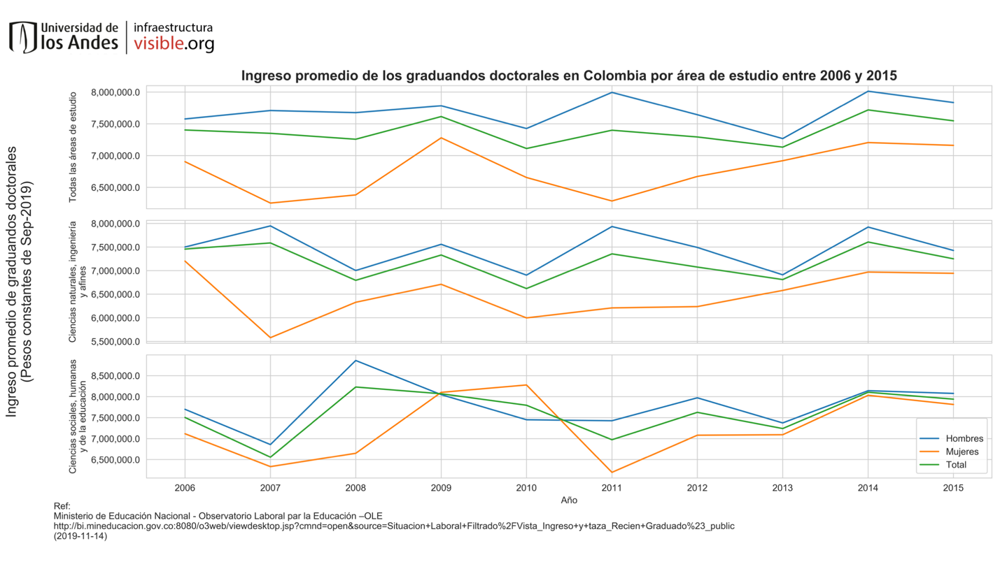 Universidad de
los Andes
infraestructura
visible.org
Ingreso promedio de los graduandos doctorales en Colombia por área de estudio entre 2006 y 2015
Ingreso promedio de graduandos doctorales
(Pesos constantes de Sep-2019)
Todas las áreas de estudio
8,000,000.0
7,500,000.0
7,000,000.0
6,500,000.0
Ciencias naturales, ingeniería
y afines
8,000,000.0
7,500,000.0
7,000,000.0
6,500,000.0
6,000,000.0
5,500,000.0
Ciencias sociales, humanas
y de la educación
8,500,000.0
8,000,000.0
7,500,000.0
7,000,000.0
6,500,000.0
Hombres
Mujeres
Total
2006 2007 2008 2009 2010 2011 2012 2013 2014 2015
Año
Ref:
Ministerio de Educación Nacional - Observatorio Laboral par la Educación –OLE
http://bi.mineducacion.gov.co:8080/o3web/viewdesktop.jsp?cmnd=open&source=Situacion+Laboral+Filtrado%2FVista_Ingreso+y+taza_Recien+Graduado%23_public
(2019-11-14)